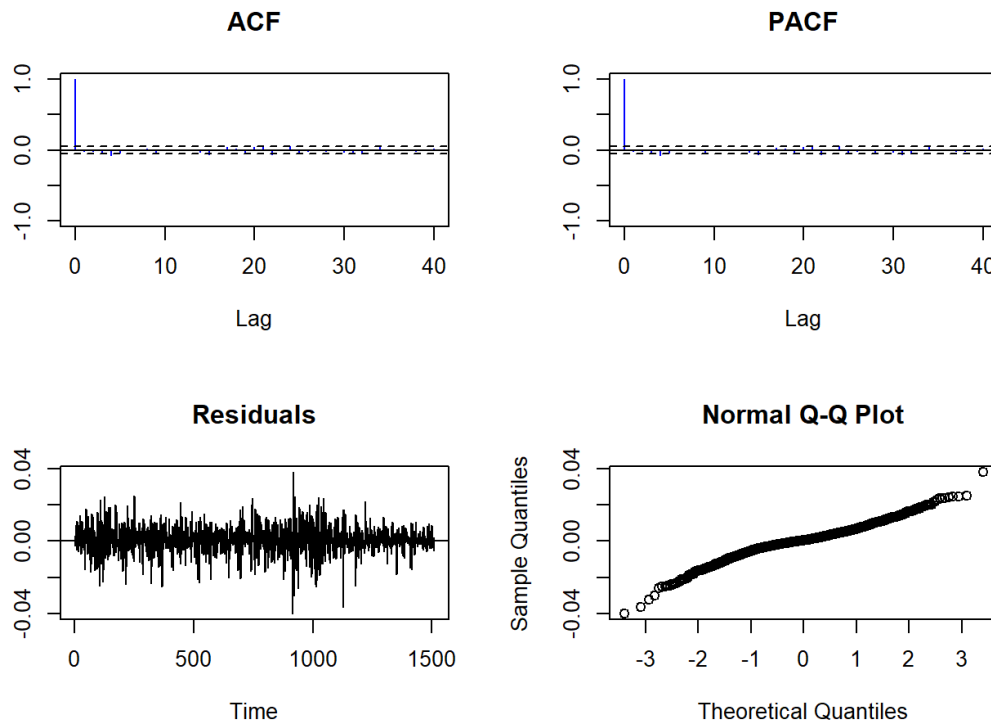 ACF
1.0
0.0
-1.0
0 10 20 30 40
Lag
PACF
1.0
0.0
-1.0
0 10 20 30 40
Lag
Residuals
0.04
0.00
-0.04
0 500 1000 1500
Time
Normal Q-Q Plot
Sample Quantiles
0.04
0.00
-0.04
-3 -2 -1 0 1 2 3
Theoretical Quantiles